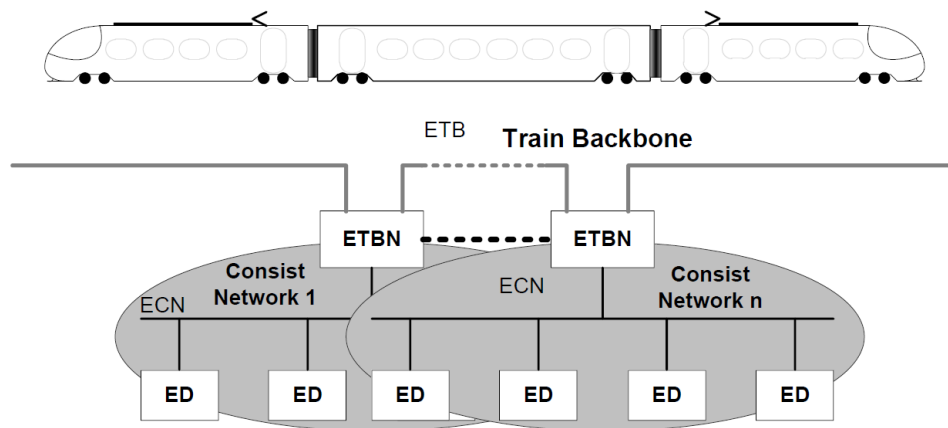 ETB
Train Backbone
ETBN
ETBN
Consist
Network 1
ECN
ECN
Consist
Network n
ED
ED
ED
ED
ED
ED